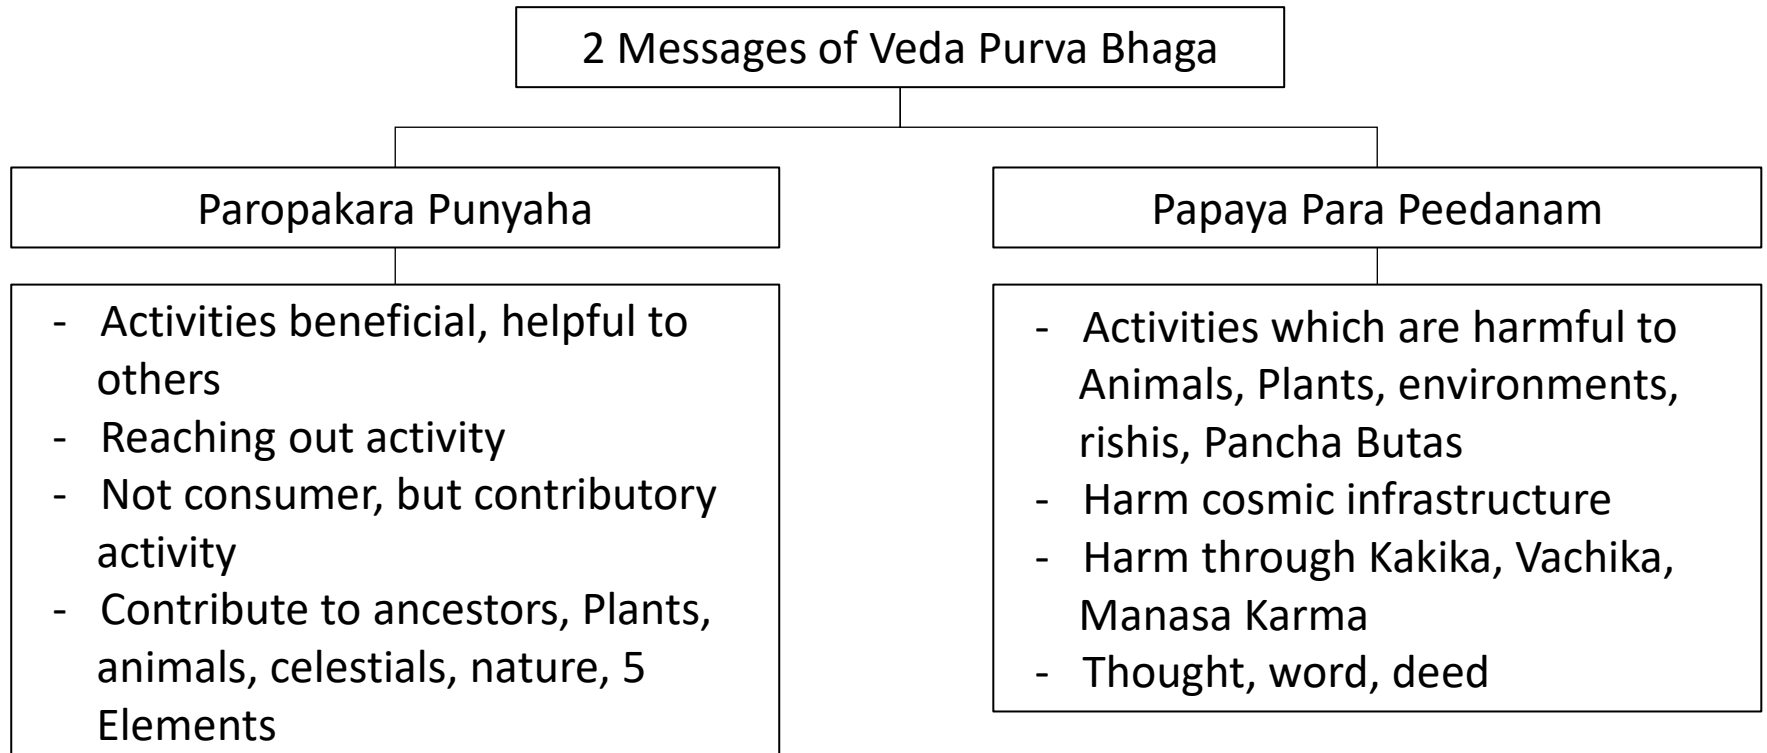 2 Messages of Veda Purva Bhaga
Paropakara Punyaha
- Activities beneficial, helpful to
others
- Reaching out activity
- Not consumer, but contributory
activity
- Contribute to ancestors, Plants,
animals, celestials, nature, 5
Elements
Papaya Para Peedanam
- Activities which are harmful to
Animals, Plants, environments,
rishis, Pancha Butas
- Harm cosmic infrastructure
- Harm through Kakika, Vachika,
Manasa Karma
- Thought, word, deed